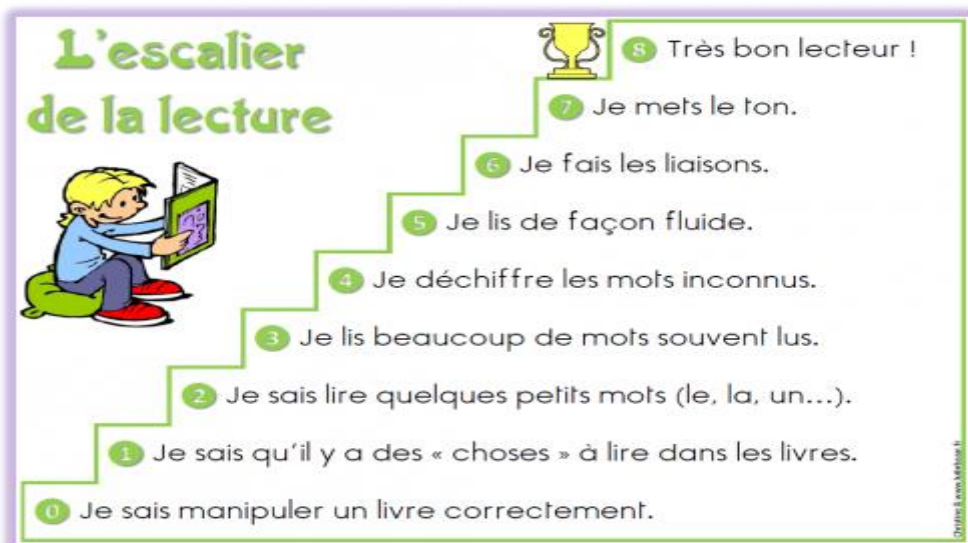 L'escalier
de la lecture
8 Très bon lecteur !
7 Je mets le ton.
6 Je fais les liaisons.
5 Je lis de façon fluide.
4 Je déchiffre les mots inconnus.
3 Je lis beaucoup de mots souvent lus.
2 Je sais lire quelques petits mots (le, la, un...).
1 Je sais qu'il y a des « choses » à lire dans les livres.
0 Je sais manipuler un livre correctement.